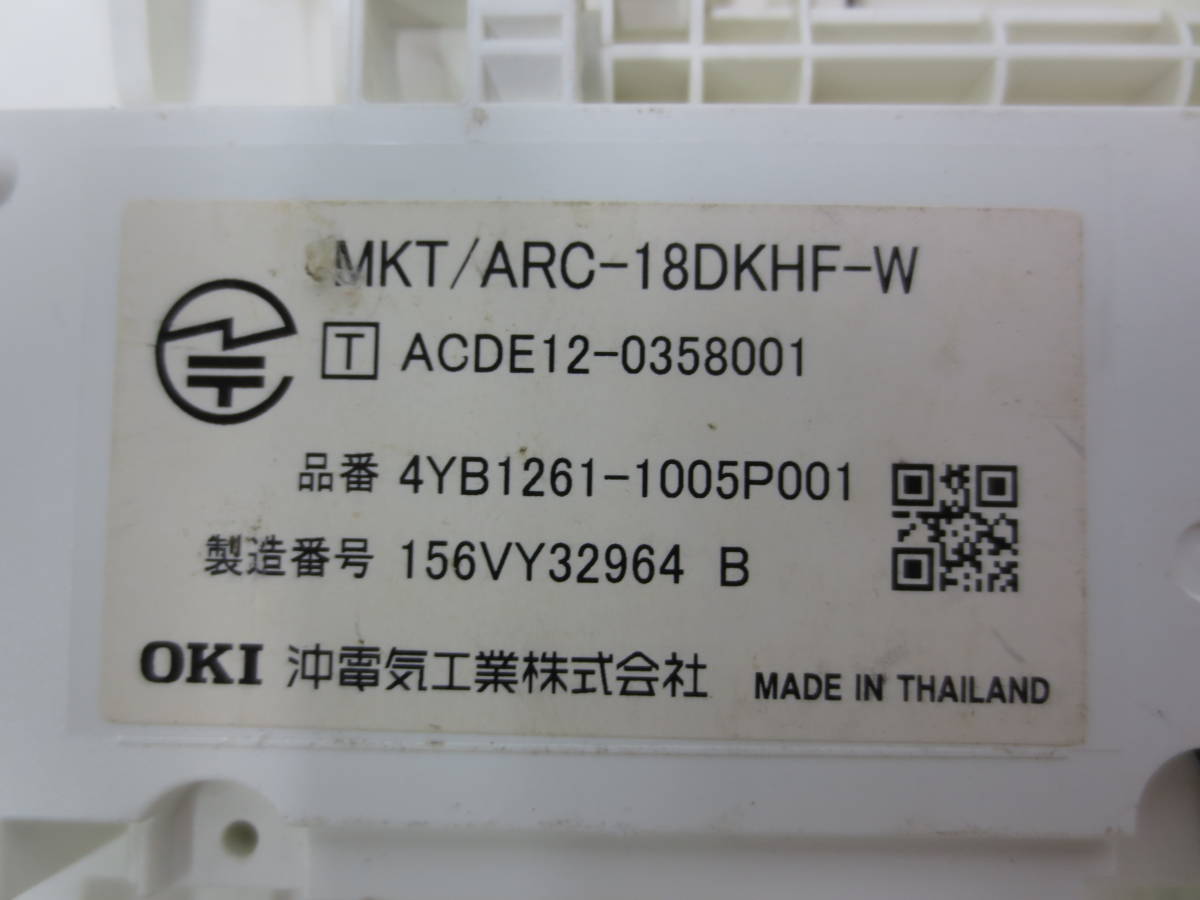 MKT/ARC-18DKHF-W
T ACDE12-0358001
品番 4YB1261-1005P001
製造番号 156VY32964 B
OKI 沖電気工業株式会社 MADE IN THAILAND